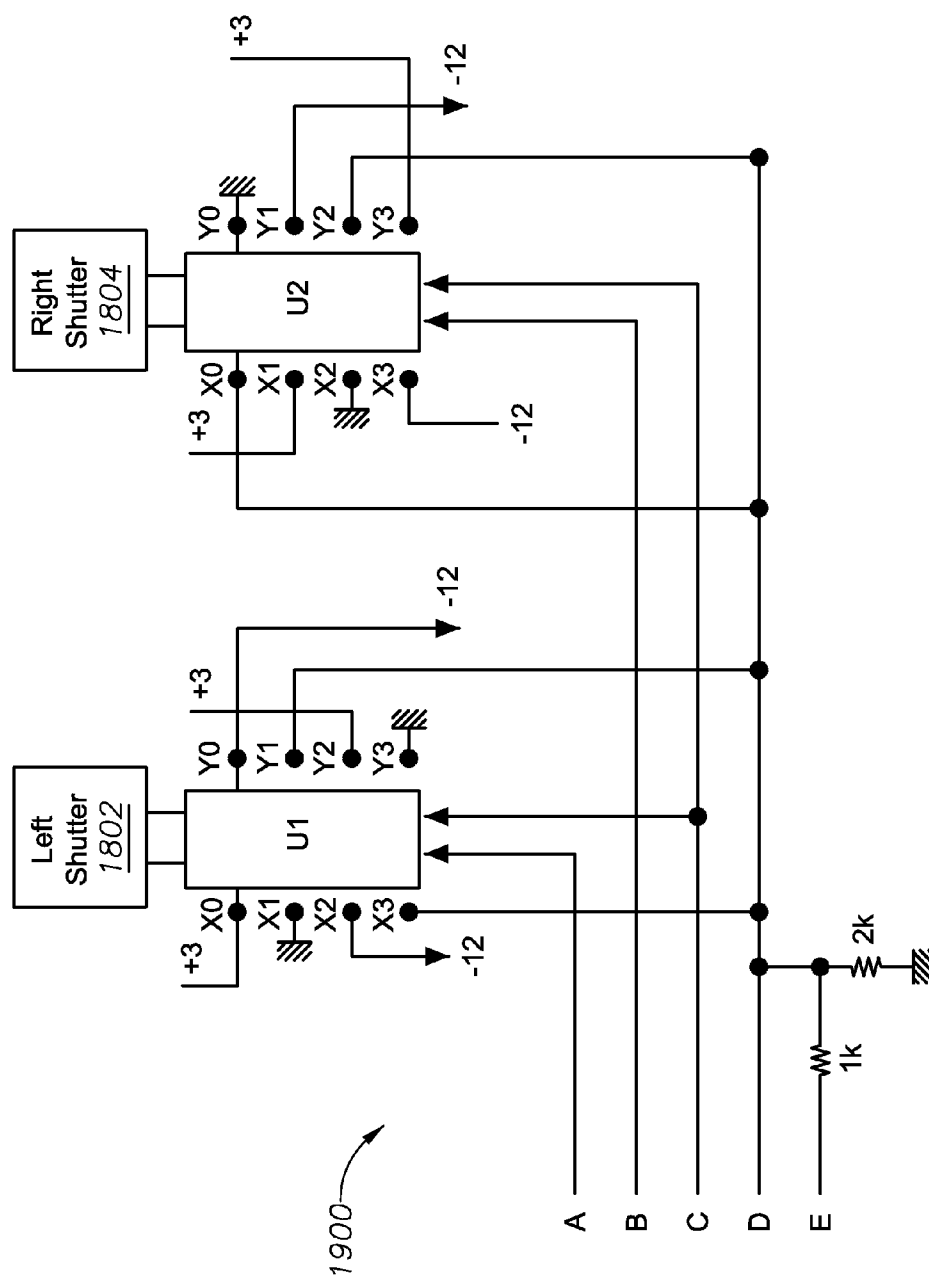 Left
Shutter
1802
Right
Shutter
1804
+3
X0
X1
X2
X3
-12
U1
Y0
Y1
Y2
Y3
+3
-12
+3
X0
X1
X2
X3
-12
U2
Y0
Y1
Y2
Y3
-12
+3
1900
A
B
C
D
E
1k
2k